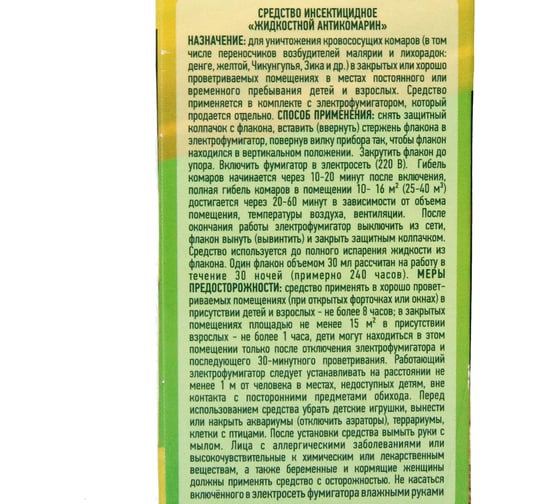 СРЕДСТВО ИНСЕКТИЦИДНОЕ
«ЖИДКОСТНОЙ АНТИКОМАРИН»
НАЗНАЧЕНИЕ: для уничтожения кровососущих комаров (в том
числе переносчиков возбудителей малярии и лихорадок:
денге, желтой, Чикунгупья, Зика и др.) в закрытых или хорошо
проветриваемых помещениях в местах постоянного или
временного пребывания детей и взрослых. Средство
применяется в комплекте с электрофумигатором, который
продается отдельно. СПОСОБ ПРИМЕНЕНИЯ: снять защитный
колпачок с флакона, вставить (ввернуть) стержень флакона в
электрофумигатор, повернув вилку прибора так, чтобы флакон
находился в вертикальном положении. Закрутить флакон до
упора. Включить фумигатор в электросеть (220 В). Гибель
комаров начинается через 10-20 минут после включения,
полная гибель комаров в помещении 10- 16 м² (25-40 м³)
достигается через 20-60 минут в зависимости от объема
помещения, температуры воздуха, вентиляции. После
окончания работы электрофумигатор выключить из сети,
флакон вынуть (вывинтить) и закрыть защитным колпачком.
Средство используется до полного испарения жидкости из
флакона. Один флакон объемом 30 мл рассчитан на работу в
течение 30 ночей (примерно 240 часов). МЕРЫ
ПРЕДОСТОРОЖНОСТИ: средство применять в хорошо проветриваемых
помещениях (при открытых форточках или окнах) в
присутствии детей и взрослых - не более 8 часов; в закрытых
помещениях площадью не менее 15 м² в присутствии
взрослых - не более 1 часа, дети могут находиться в этом
помещении только после отключения электрофумигатора и
последующего 30-минутного проветривания. Работающий
электрофумигатор следует устанавливать на расстоянии не
менее 1 м от человека в местах, недоступных детям, вне
контакта с посторонними предметами обихода. Перед
использованием средства убрать детские игрушки, вынести
или накрыть аквариумы (отключить аэраторы), террариумы,
клетки с птицами. После установки средства вымыть руки с
мылом. Лица с аллергическими заболеваниями или
высокочувствительные к химическим или лекарственным
веществам, а также беременные и кормящие женщины
должны применять средство с осторожностью. Не касаться
включённого в электросеть фумигатора влажными руками